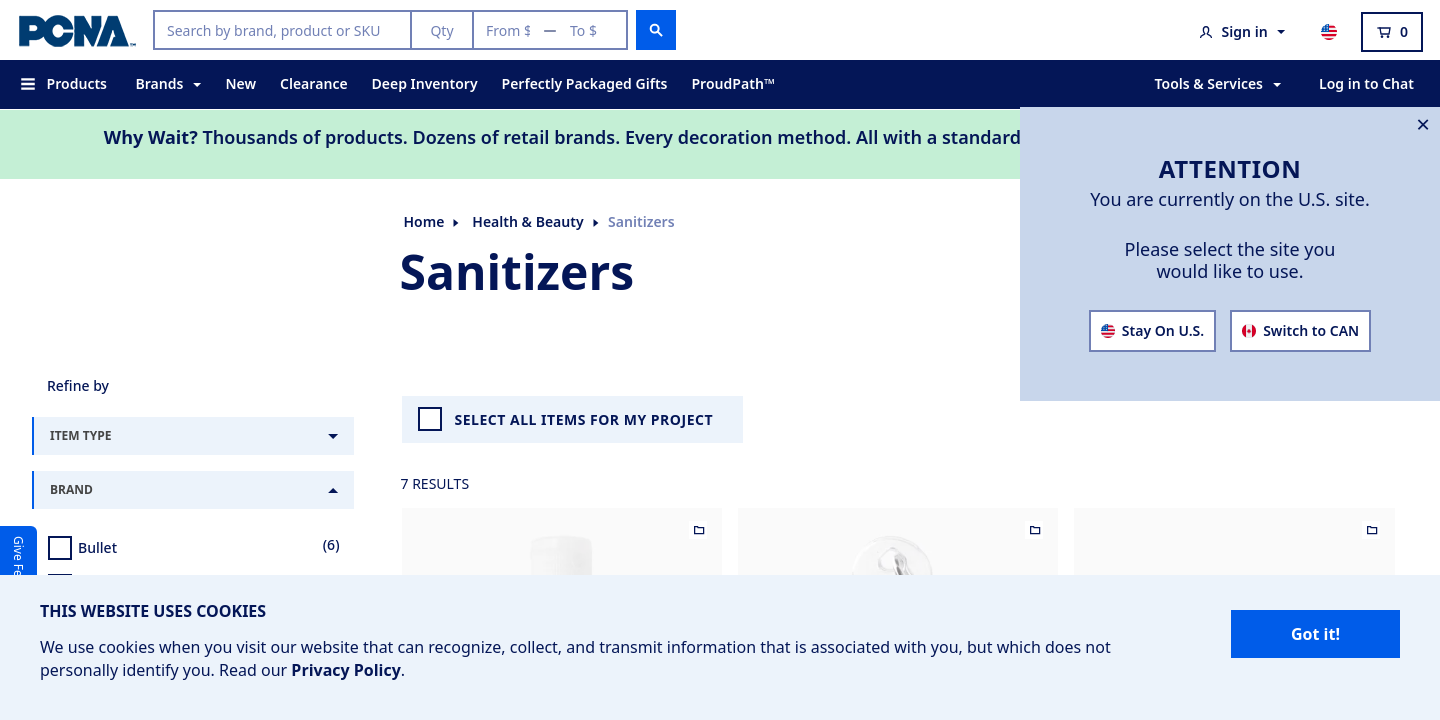 PCNA™
Search by brand, product or SKU
Qty
From $ — To $
Sign in
0
Products Brands New Clearance Deep Inventory Perfectly Packaged Gifts ProudPath™ Tools & Services Log in to Chat
Why Wait? Thousands of products. Dozens of retail brands. Every decoration method. All with a standard
ATTENTION
You are currently on the U.S. site.
Please select the site you
would like to use.
Stay On U.S. Switch to CAN
Home Health & Beauty Sanitizers
Sanitizers
Refine by
SELECT ALL ITEMS FOR MY PROJECT
ITEM TYPE
7 RESULTS
BRAND
Bullet (6)
Give
THIS WEBSITE USES COOKIES
We use cookies when you visit our website that can recognize, collect, and transmit information that is associated with you, but which does not
personally identify you. Read our Privacy Policy.
Got it!